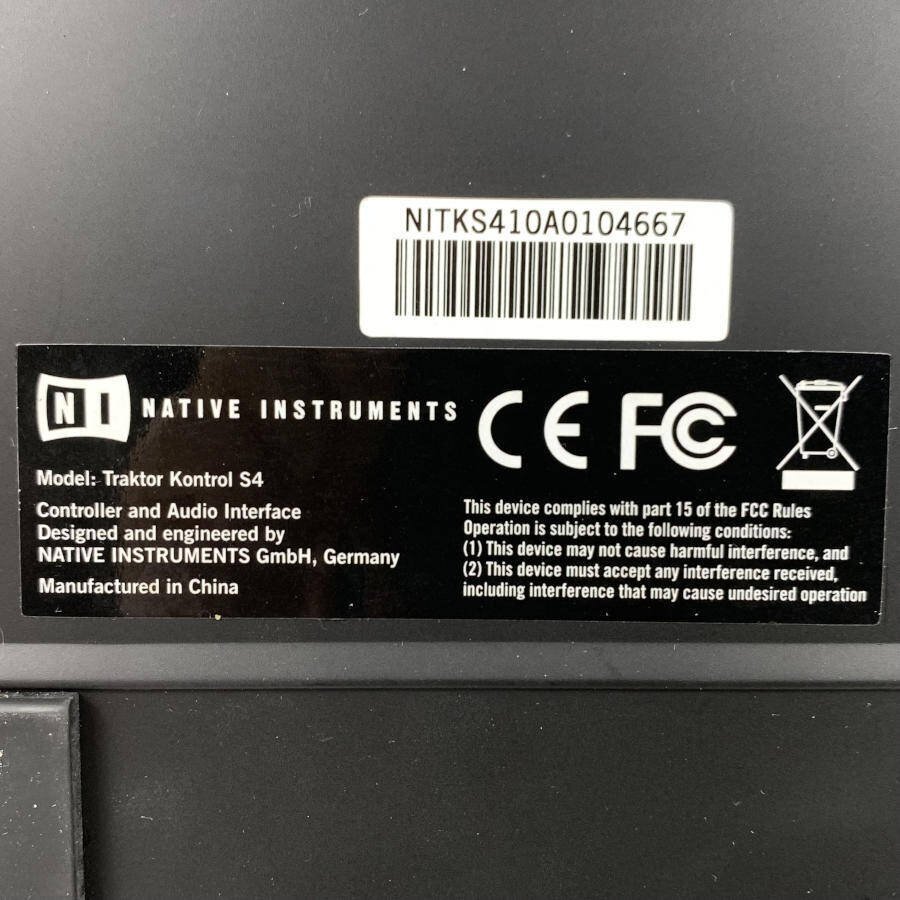 NITKS410A0104667
NI NATIVE INSTRUMENTS
CE FC
Model: Traktor Kontrol S4
Controller and Audio Interface
Designed and engineered by
NATIVE INSTRUMENTS GmbH, Germany
Manufactured in China
This device complies with part 15 of the FCC Rules
Operation is subject to the following conditions:
(1) This device may not cause harmful interference, and
(2) This device must accept any interference received,
including interference that may cause undesired operation